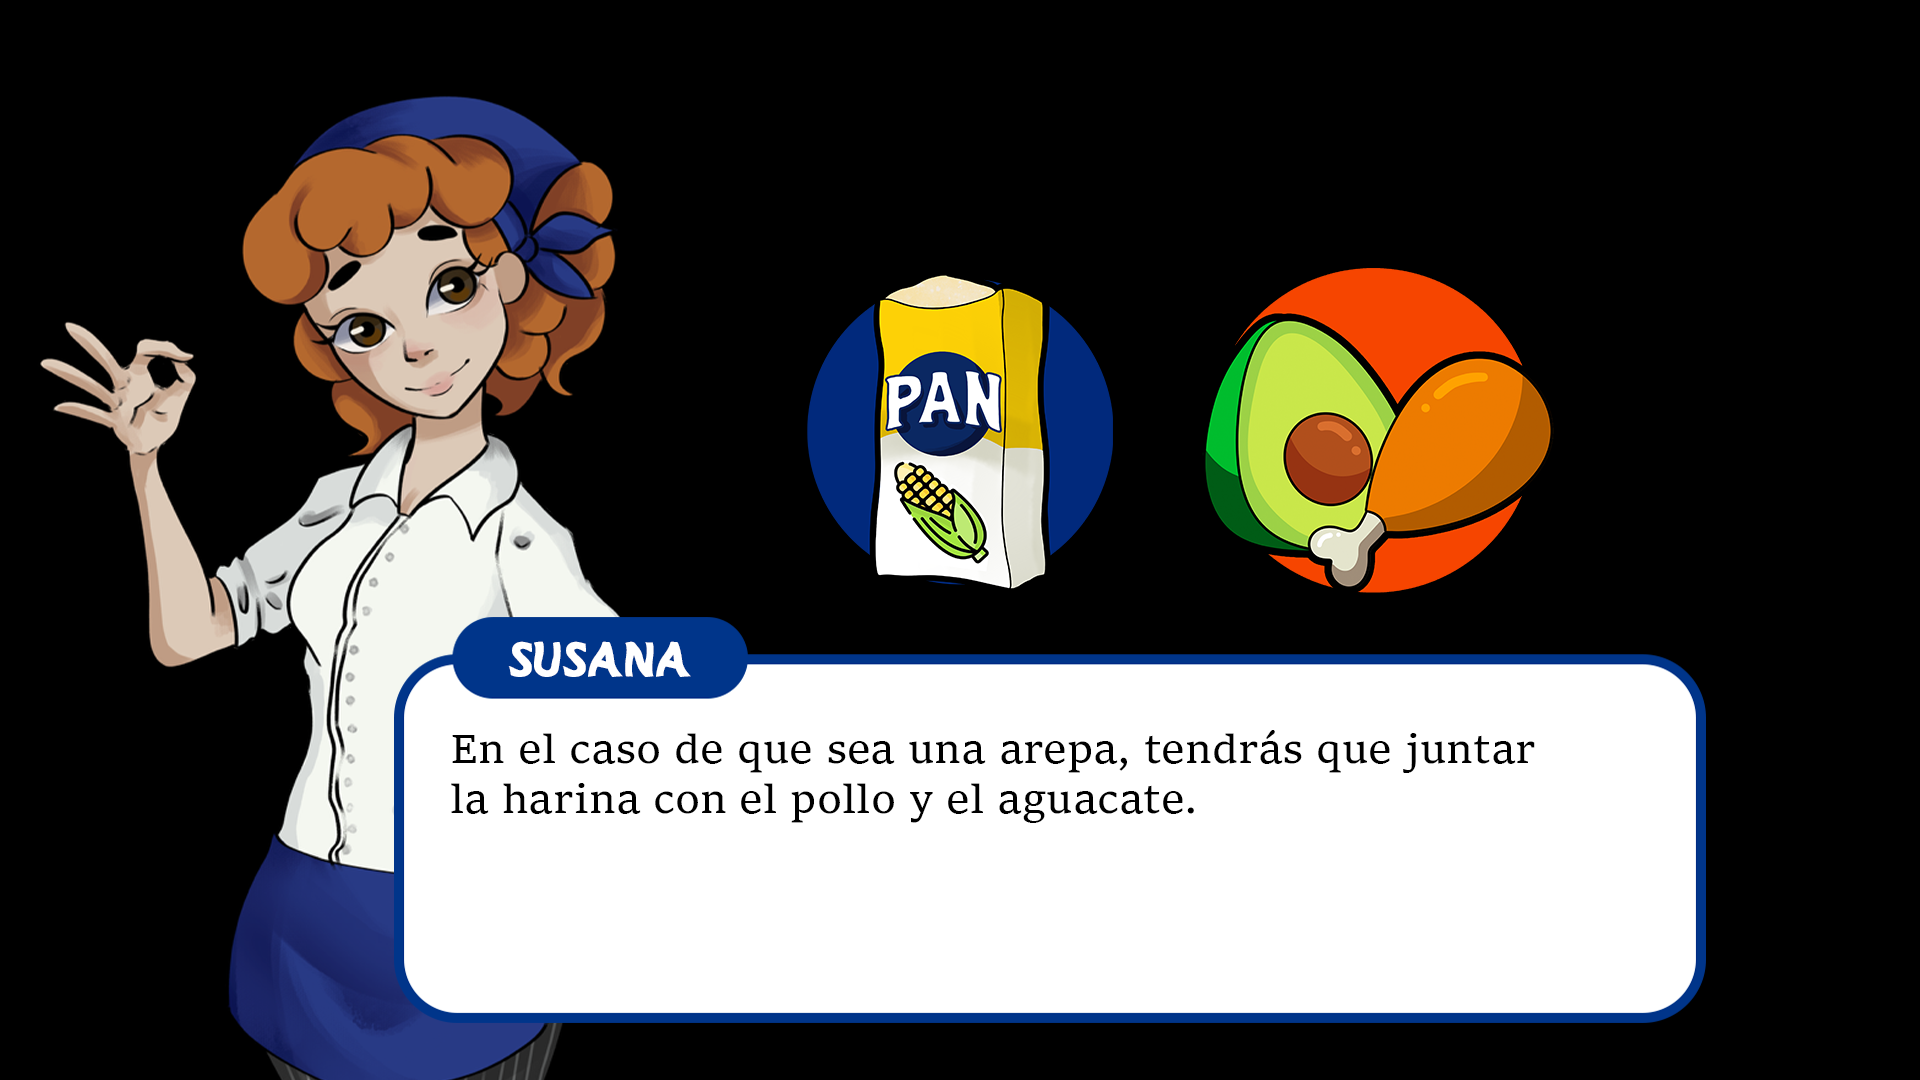 PAN
SUSANA
En el caso de que sea una arepa, tendrás que juntar
la harina con el pollo y el aguacate.